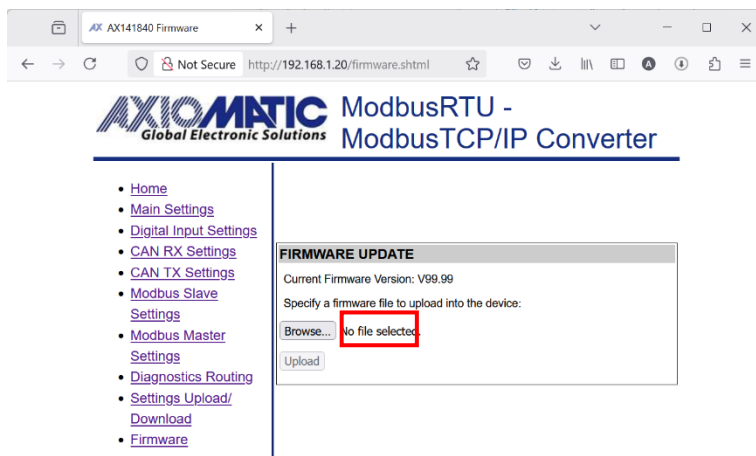 AX141840 Firmware
Not Secure http://192.168.1.20/firmware.shtml
A
AXIOMATIC
Global Electronic Solutions
ModbusRTU -
ModbusTCP/IP Converter
Home
Main Settings
Digital Input Settings
CAN RX Settings
CAN TX Settings
Modbus Slave
Settings
Modbus Master
Settings
Diagnostics Routing
Settings Upload/
Download
Firmware
FIRMWARE UPDATE
Current Firmware Version: V99.99
Specify a firmware file to upload into the device:
Browse... No file selected.
Upload